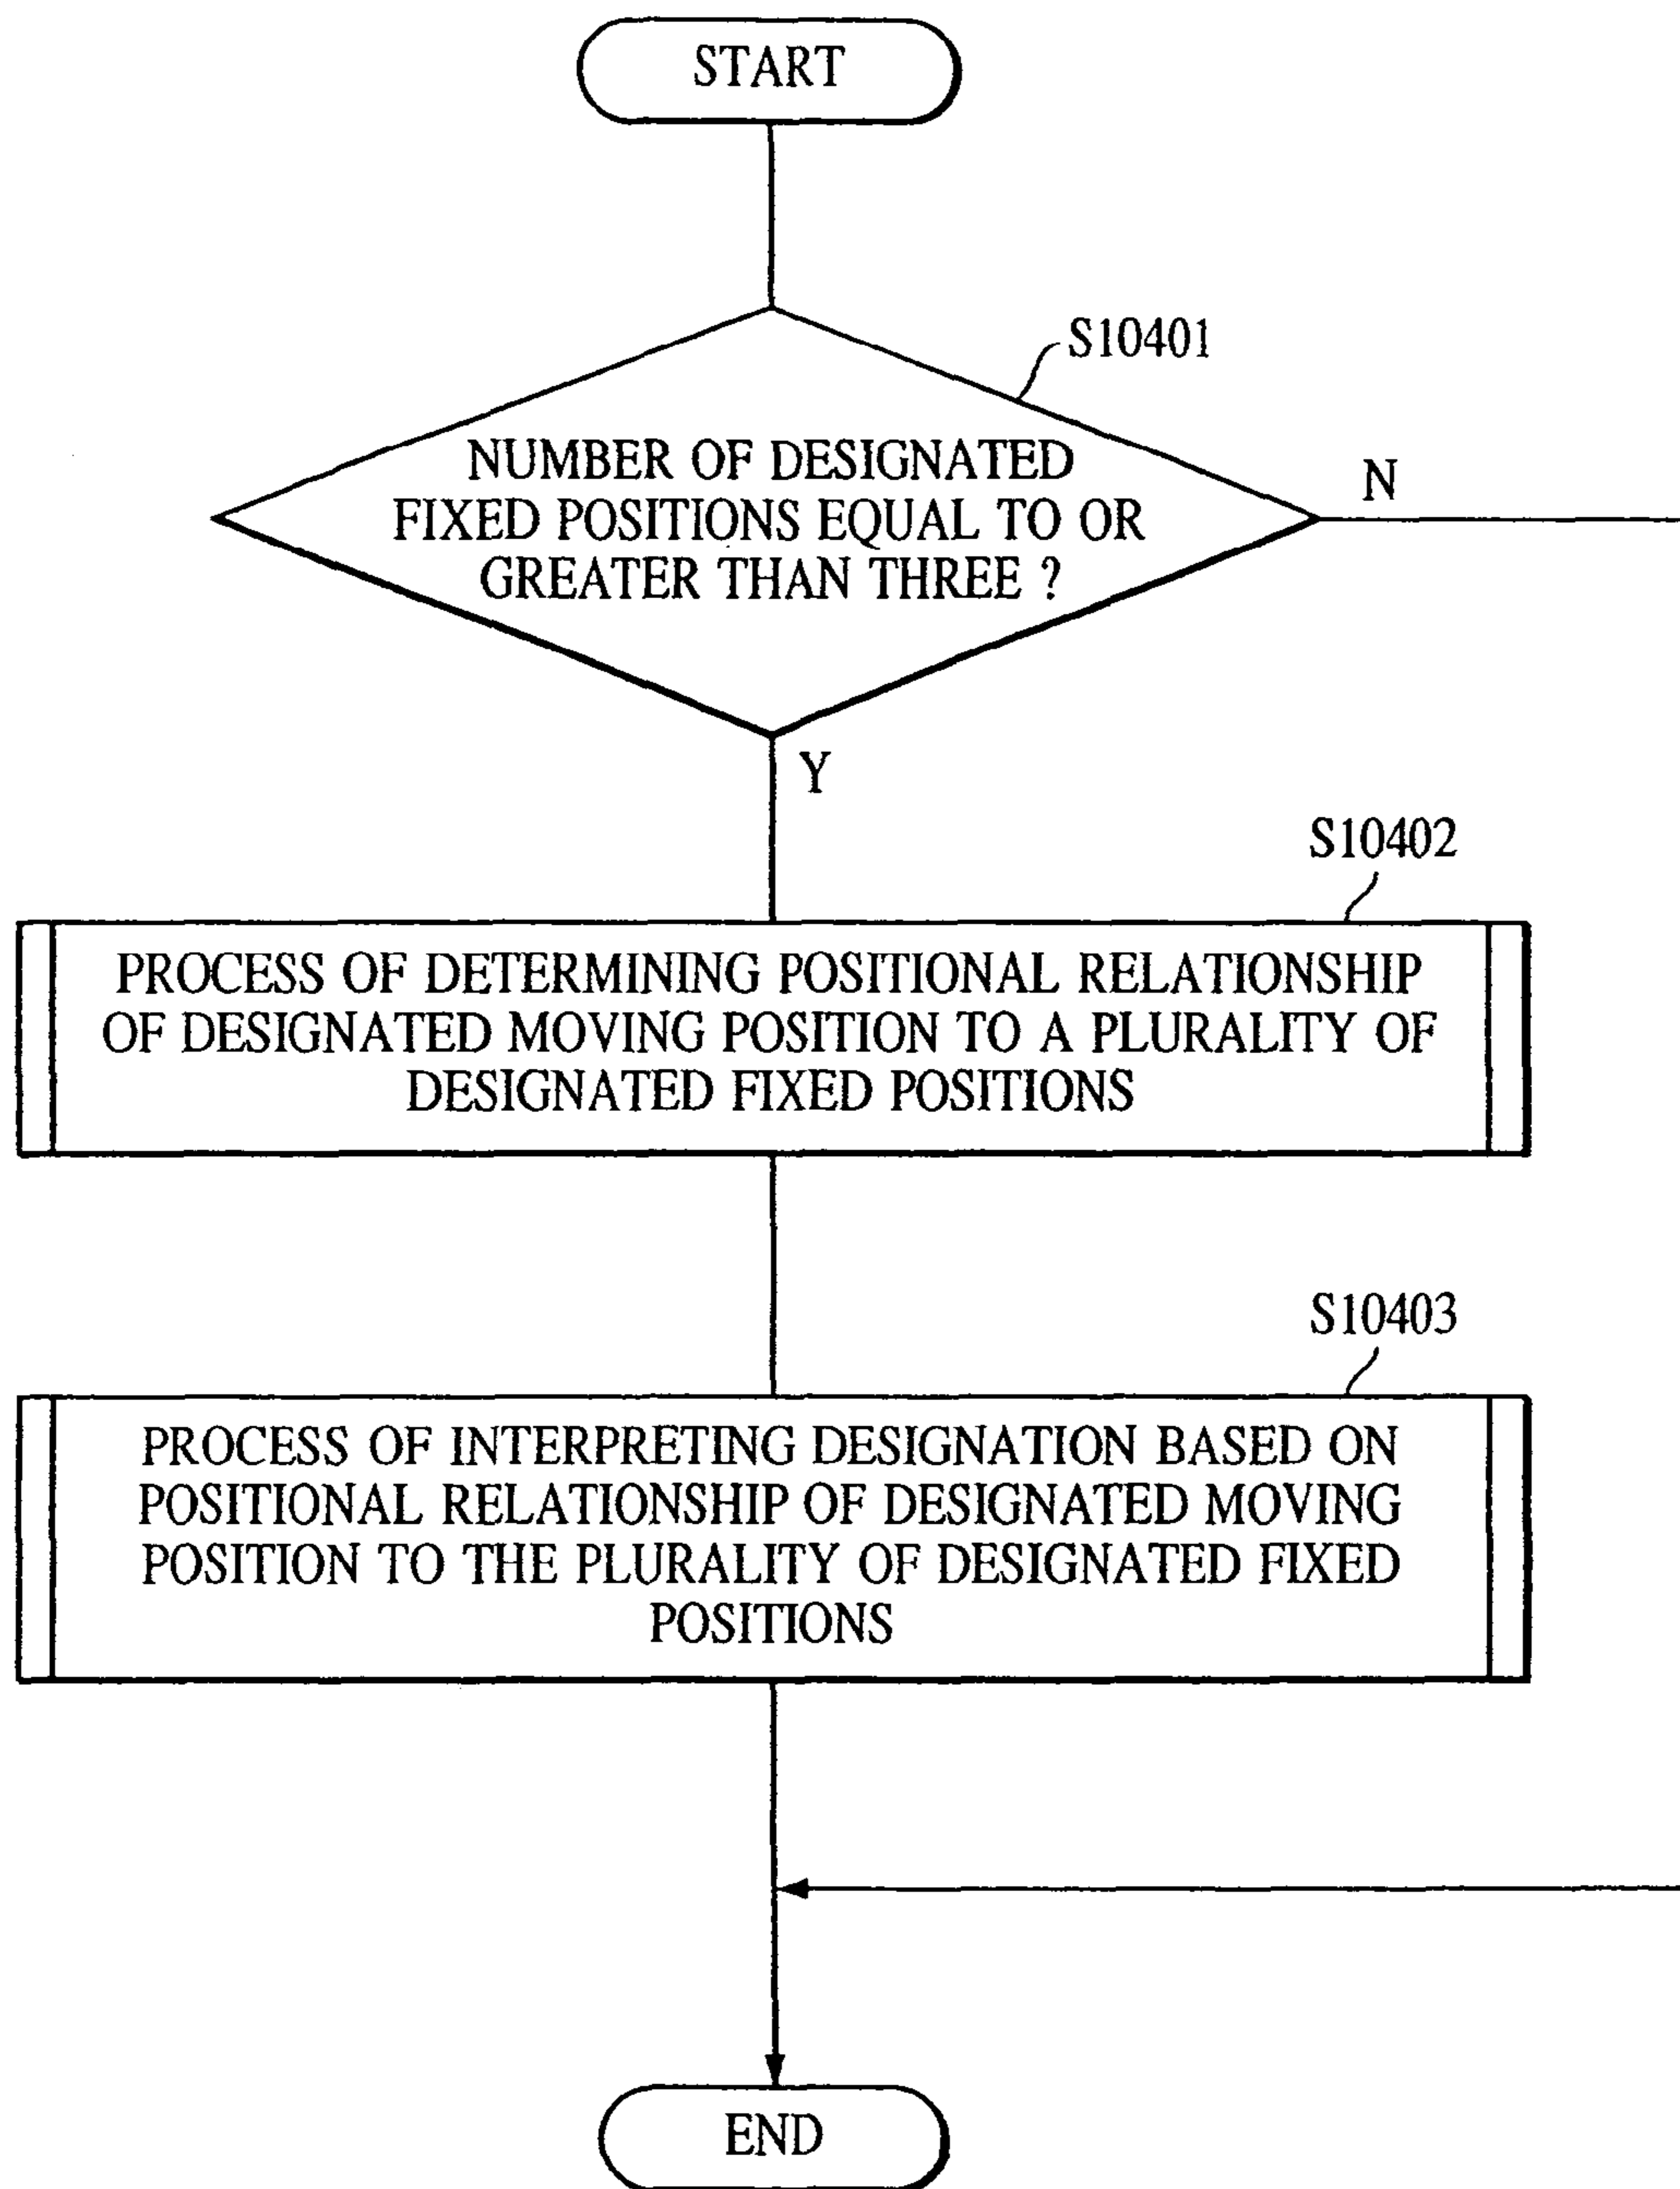 START
S10401
NUMBER OF DESIGNATED
FIXED POSITIONS EQUAL TO OR
GREATER THAN THREE ?
N
Y
S10402
PROCESS OF DETERMINING POSITIONAL RELATIONSHIP
OF DESIGNATED MOVING POSITION TO A PLURALITY OF
DESIGNATED FIXED POSITIONS
S10403
PROCESS OF INTERPRETING DESIGNATION BASED ON
POSITIONAL RELATIONSHIP OF DESIGNATED MOVING
POSITION TO THE PLURALITY OF DESIGNATED FIXED
POSITIONS
END